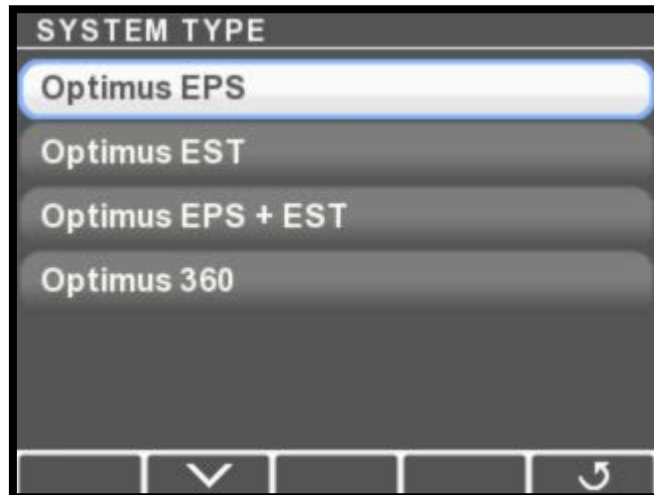 SYSTEM TYPE
Optimus EPS
Optimus EST
Optimus EPS + EST
Optimus 360